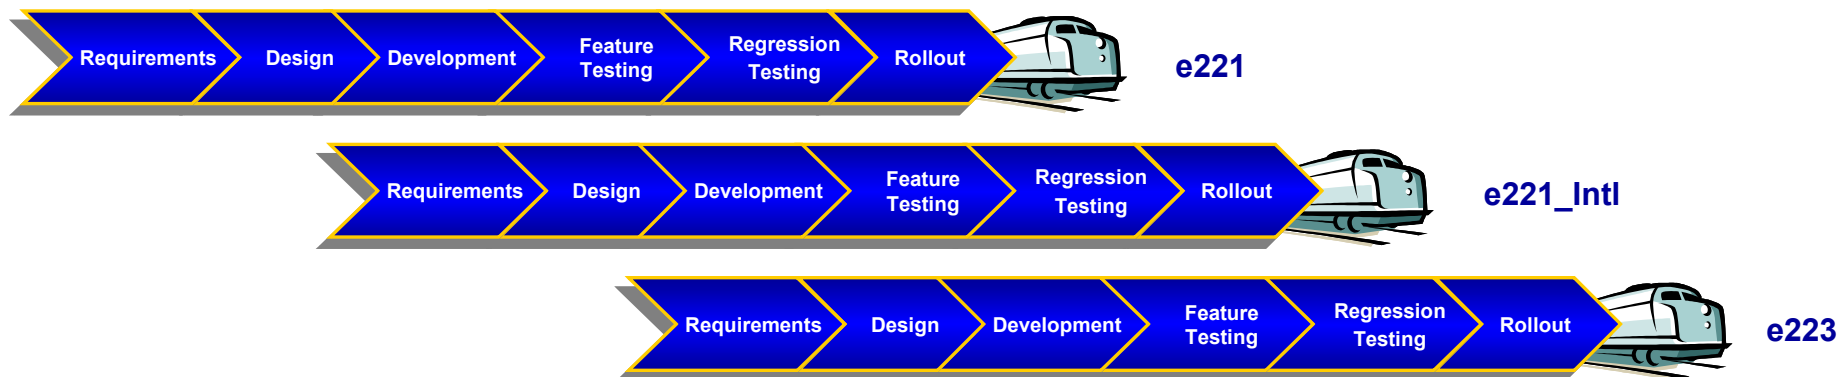 Requirements
Design
Development
Feature
Testing
Regression
Testing
Rollout
e221
Requirements
Design
Development
Feature
Testing
Regression
Testing
Rollout
e221_Intl
Requirements
Design
Development
Feature
Testing
Regression
Testing
Rollout
e223